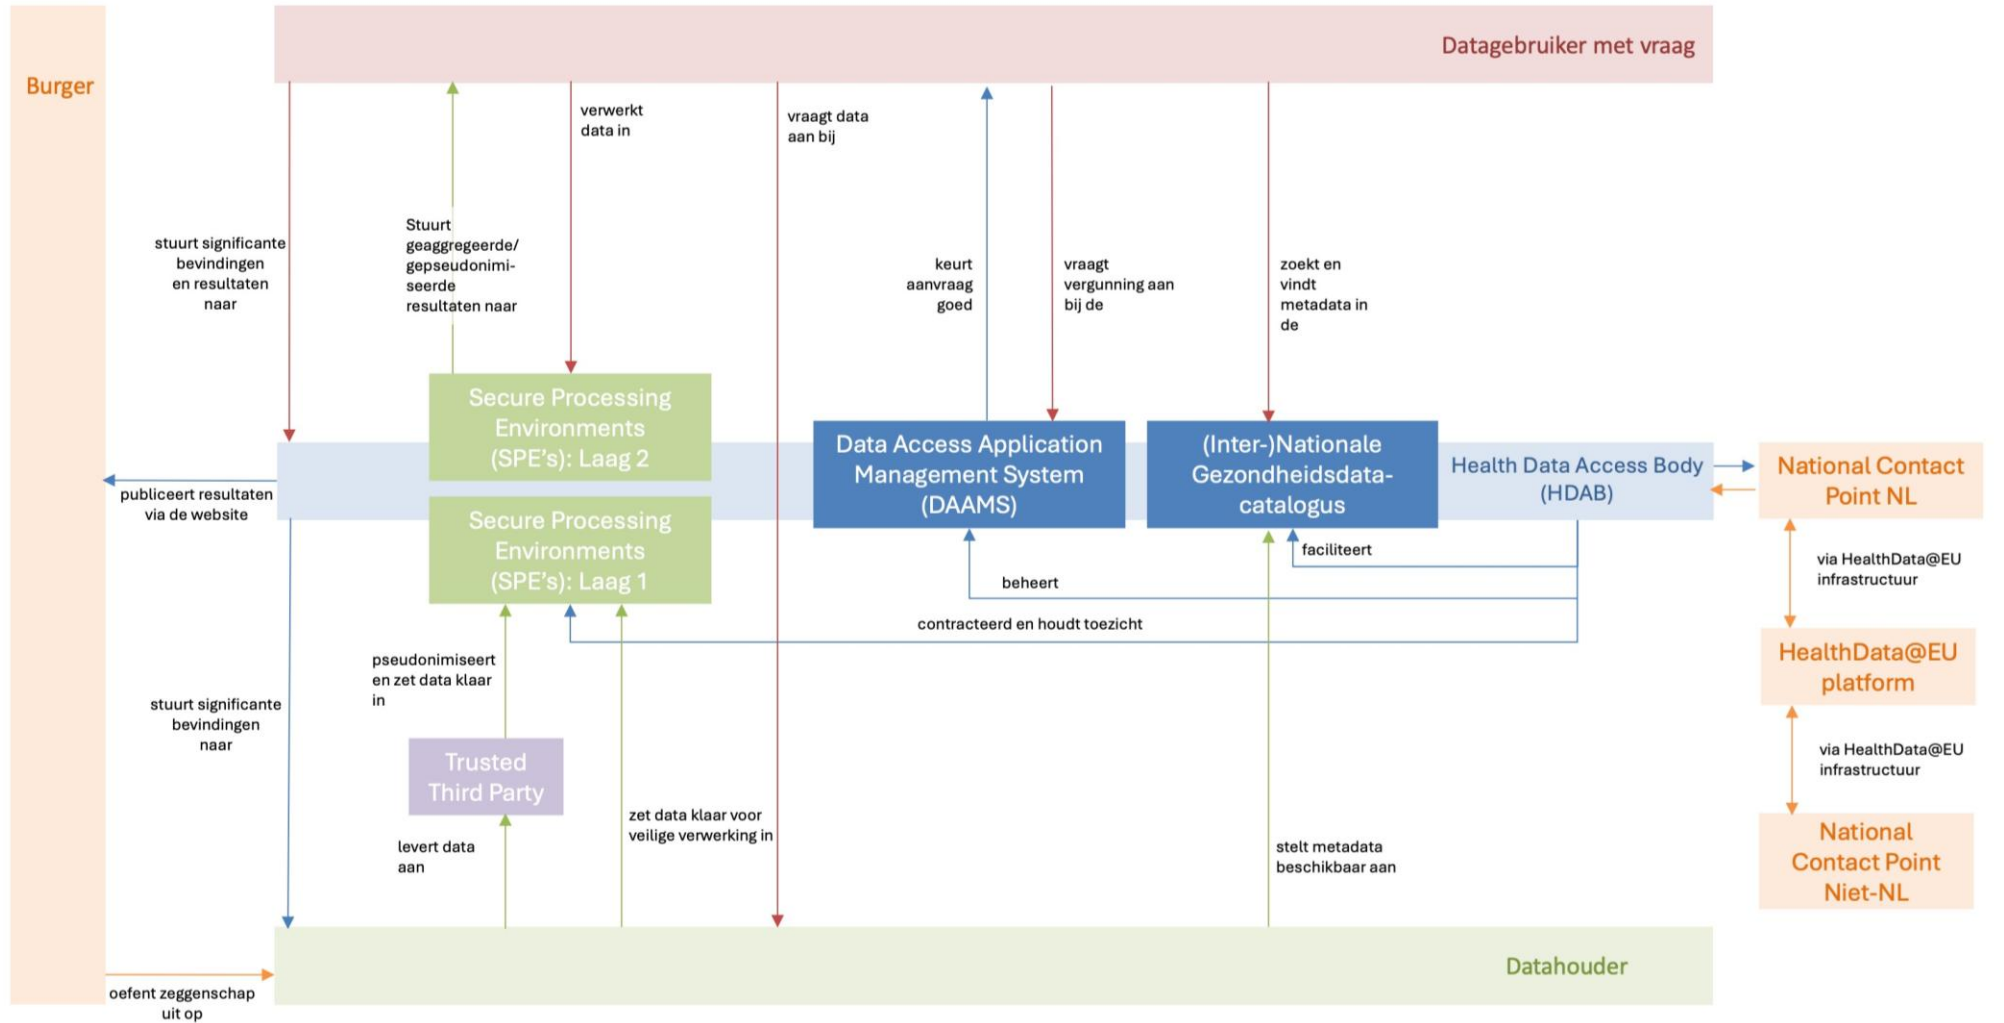 Datagebruiker met vraag
Burger
verwerkt
data in
vraagt data
aan bij
stuurt significante
bevindingen
en resultaten
naar
Stuurt
geaggregeerde/
gepseudonimi-
seerde
resultaten naar
keurt
aanvraag
goed
vraagt
vergunning aan
bij de
zoekt en
vindt
metadata in
de
Secure Processing
Environments
(SPE's): Laag 2
Data Access Application
Management System
(DAAMS)
(Inter-)Nationale
Gezondheidsdata-
catalogus
Health Data Access Body
(HDAB)
National Contact
Point NL
publiceert resultaten
via de website
Secure Processing
Environments
(SPE's): Laag 1
faciliteert
beheert
contracteerd en houdt toezicht
via HealthData@EU
infrastructuur
pseudonimiseert
en zet data klaar
in
HealthData@EU
platform
stuurt significante
bevindingen
naar
Trusted
Third Party
via HealthData@EU
infrastructuur
zet data klaar voor
veilige verwerking in
levert data
aan
stelt metadata
beschikbaar aan
National
Contact Point
Niet-NL
Datahouder
oefent zeggenschap
uit op